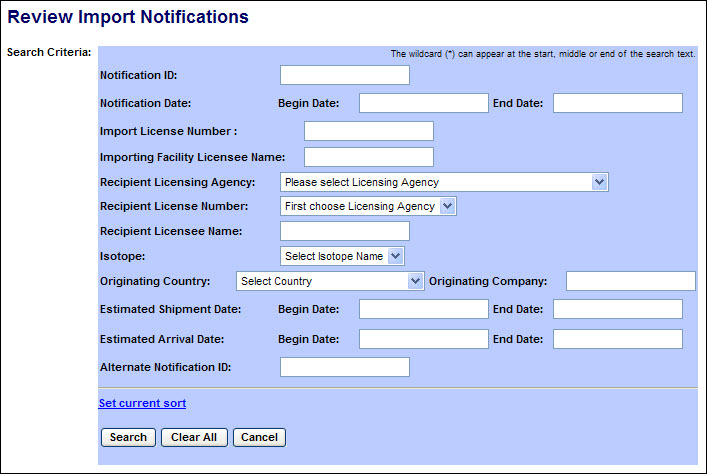 Review Import Notifications
Search Criteria:
The wildcard (*) can appear at the start, middle or end of the search text.
Notification ID:
Notification Date: Begin Date: End Date:
Import License Number :
Importing Facility Licensee Name:
Recipient Licensing Agency: Please select Licensing Agency
Recipient License Number: First choose Licensing Agency
Recipient Licensee Name:
Isotope: Select Isotope Name
Originating Country: Select Country Originating Company:
Estimated Shipment Date: Begin Date: End Date:
Estimated Arrival Date: Begin Date: End Date:
Alternate Notification ID:
Set current sort
Search Clear All Cancel